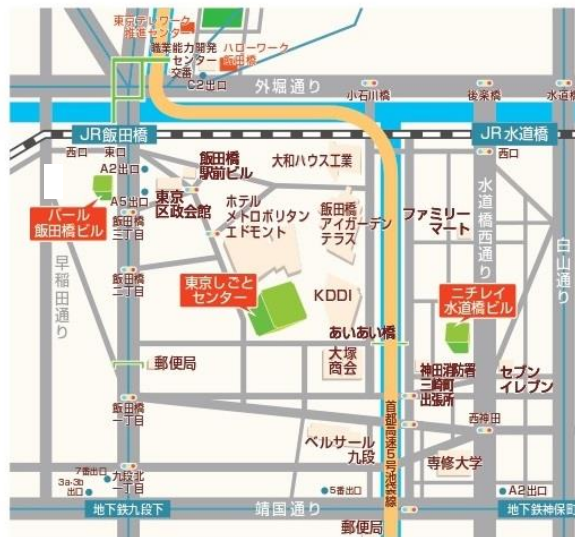 東京テレワーク
推進センター
職業能力開発
センター
ハローワーク
飯田橋
交番
C2出口
外堀通り
小石川橋
後楽橋
水道橋
JR飯田橋
JR水道橋
西口
東口
A2出口
飯田橋
駅前ビル
大和ハウス工業
西口
A5出口
東京
区政会館
ホテル
メトロポリタン
エドモント
飯田橋
アイガーデン
テラス
ファミリー
マート
水道橋西通り
白山通り
パール
飯田橋ビル
飯田橋
三丁目
早稲田通り
飯田橋
二丁目
東京しごと
センター
KDDI
ニチレイ
水道橋ビル
あいあい橋
郵便局
大塚
商会
神田消防署
三崎町
出張所
セブン
イレブン
飯田橋
一丁目
首都高速5号池袋線
西神田
ベルサール
九段
専修大学
7番出口
3a・3b
出口
九段北
一丁目
5番出口
A2出口
地下鉄九段下
靖国通り
地下鉄神保町
郵便局